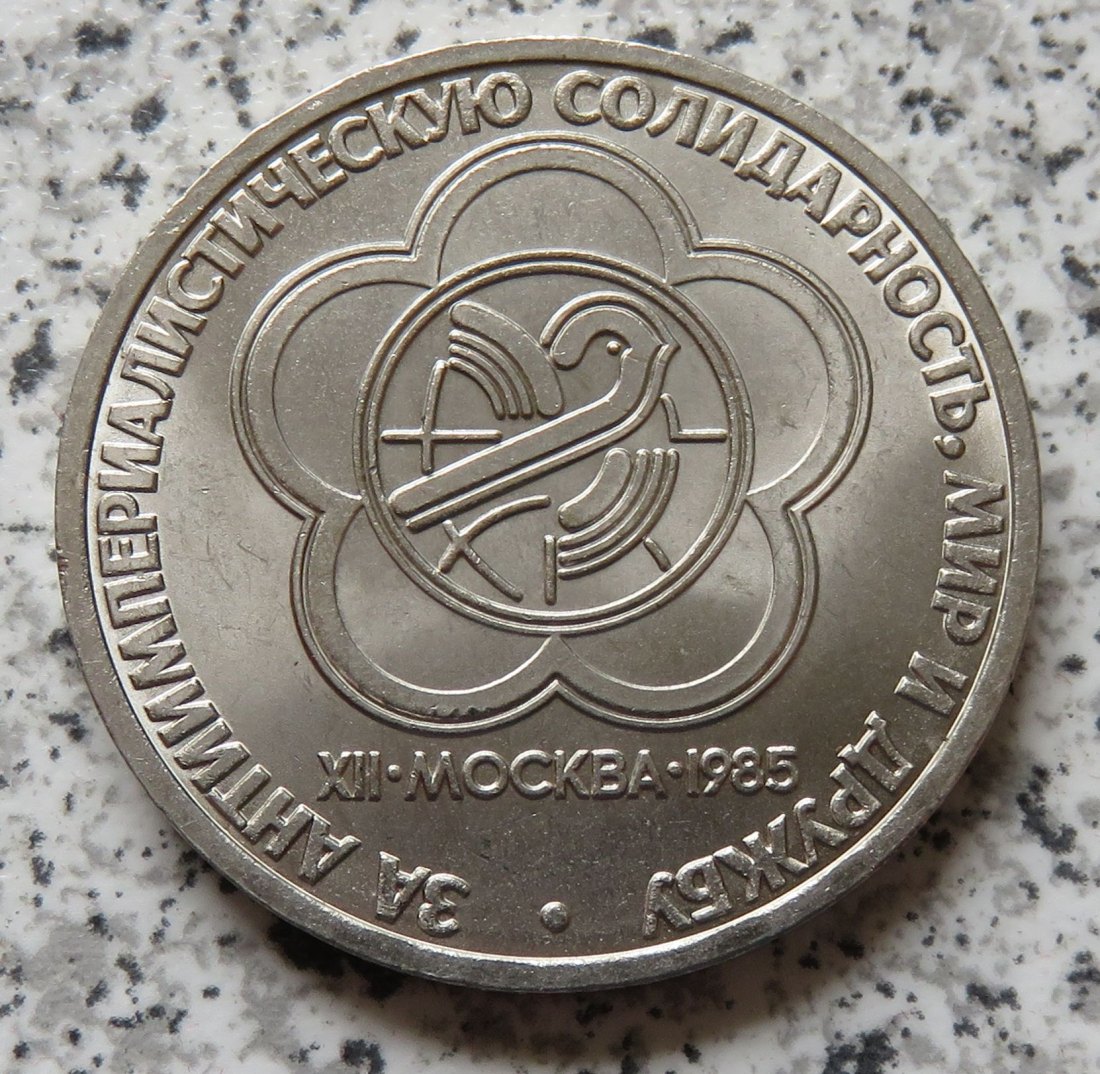 ЗА АНТИИМПЕРИАЛИСТИЧЕСКУЮ СОЛИДАРНОСТЬ, МИР И ДРУЖБУ •
XII•МОСКВА•1985